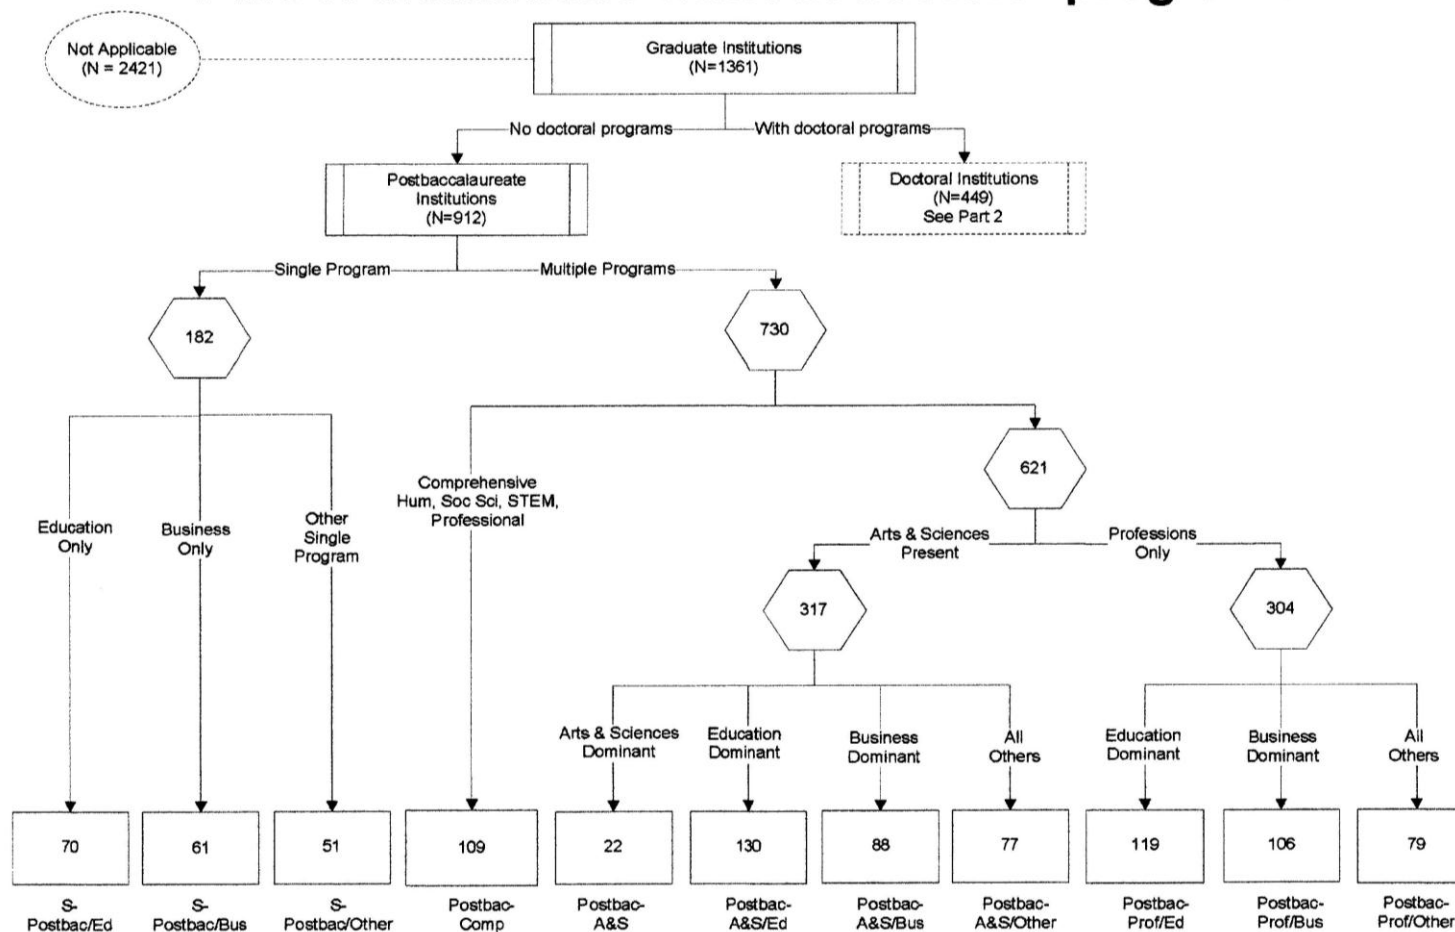 Not Applicable
(N = 2421)
Graduate Institutions
(N=1361)
No doctoral programs
With doctoral programs
Postbaccalaureate
Institutions
(N=912)
Doctoral Institutions
(N=449)
See Part 2
Single Program
Multiple Programs
182
730
621
Comprehensive
Hum, Soc Sci, STEM,
Professional
Education
Only
Business
Only
Other
Single
Program
Arts & Sciences
Present
Professions
Only
317
304
Arts & Sciences
Dominant
Education
Dominant
Business
Dominant
All
Others
Education
Dominant
Business
Dominant
All
Others
70
61
51
109
22
130
88
77
119
106
79
S-
Postbac/Ed
S-
Postbac/Bus
S-
Postbac/Other
Postbac-
Comp
Postbac-
A&S
Postbac-
A&S/Ed
Postbac-
A&S/Bus
Postbac-
A&S/Other
Postbac-
Prof/Ed
Postbac-
Prof/Bus
Postbac-
Prof/Other